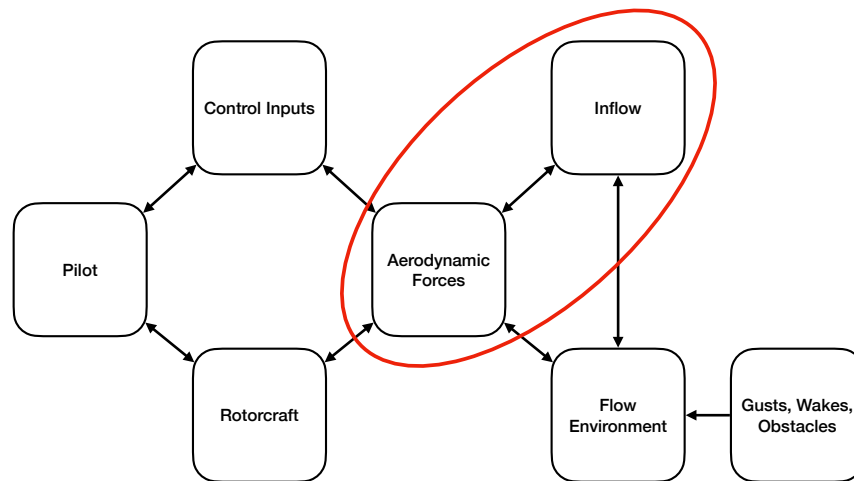 Control Inputs
Inflow
Pilot
Aerodynamic
Forces
Rotorcraft
Flow
Environment
Gusts, Wakes,
Obstacles